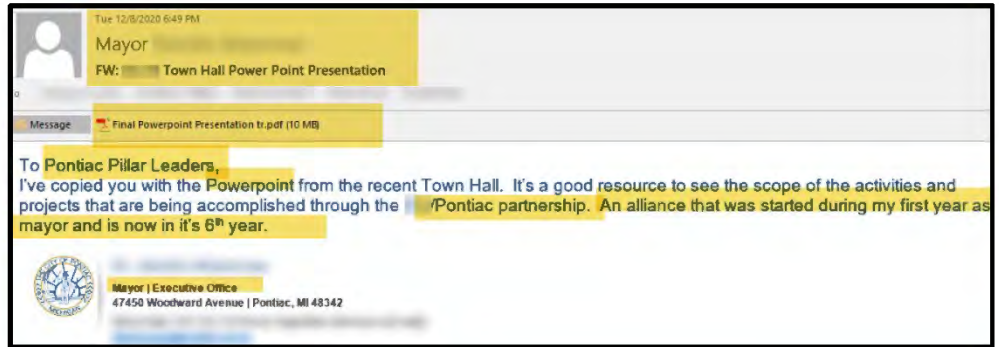 Tue 12/8/2020 6:49 PM
Mayor
FW: Town Hall Power Point Presentation
Message Final Powerpoint Presentation tr.pdf (10 MB)
To Pontiac Pillar Leaders,
I've copied you with the Powerpoint from the recent Town Hall. It's a good resource to see the scope of the activities and
projects that are being accomplished through the /Pontiac partnership. An alliance that was started during my first year as
mayor and is now in it's 6th year.
Mayor | Executive Office
47450 Woodward Avenue | Pontiac, MI 48342